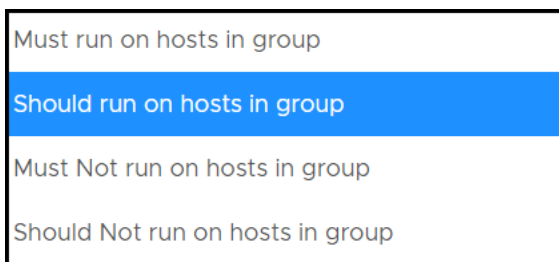 Must run on hosts in group
Should run on hosts in group
Must Not run on hosts in group
Should Not run on hosts in group